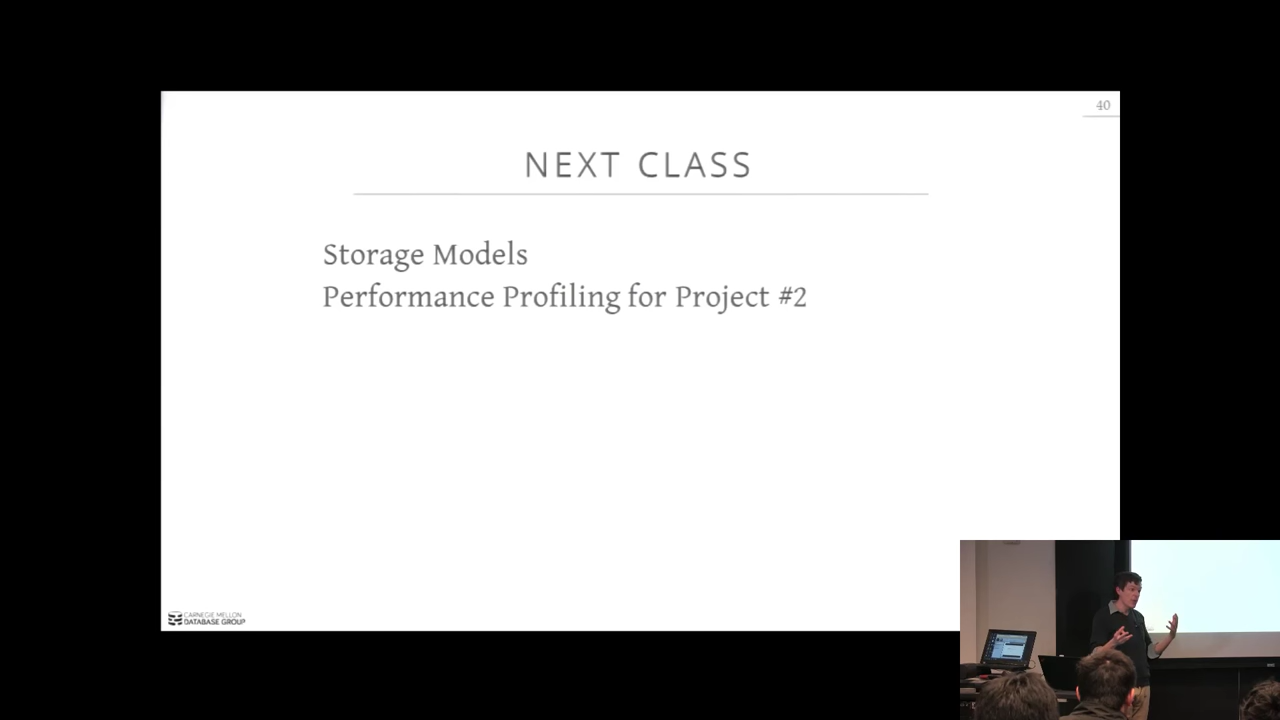 40
NEXT CLASS
Storage Models
Performance Profiling for Project #2
CARNEGIE MELLON
DATABASE GROUP